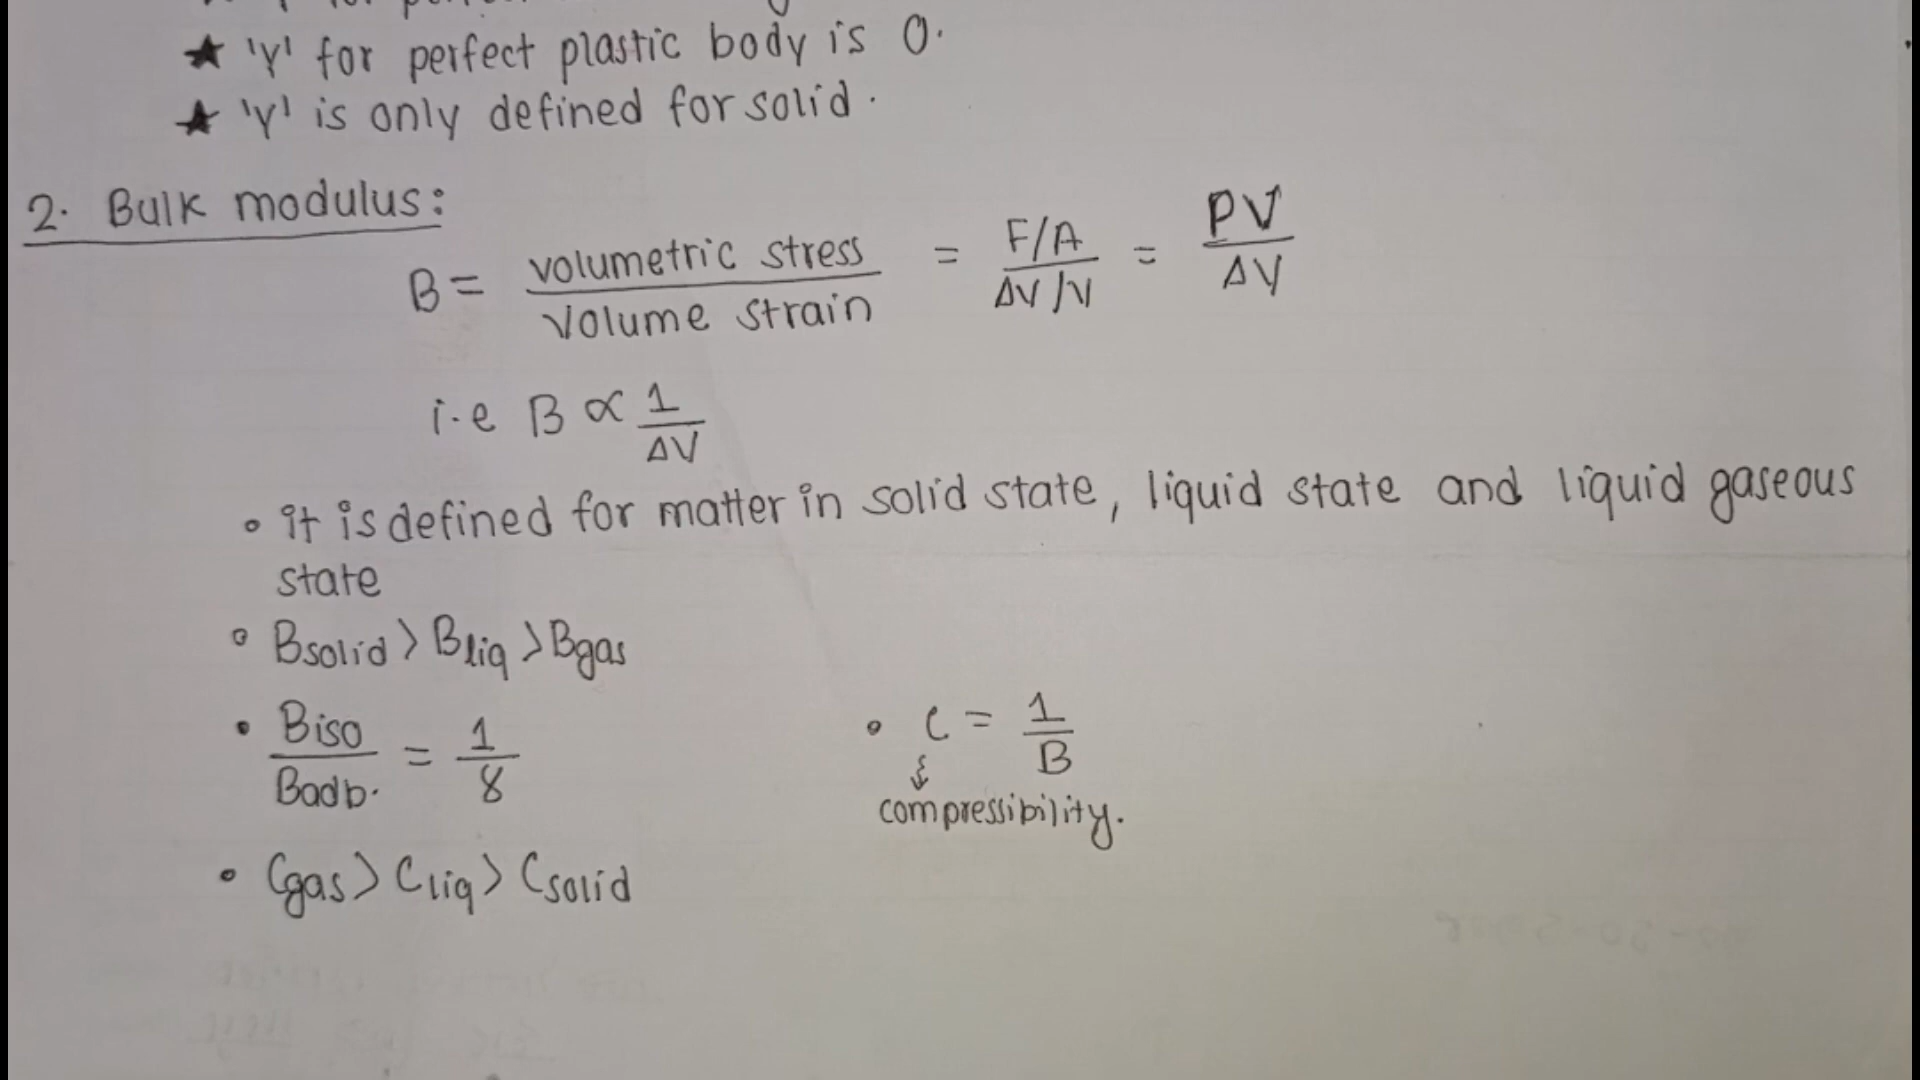 ★ 'Y' for perfect plastic body is 0.
★ 'Y' is only defined for solid.
2. Bulk modulus:
B = volumetric stress / volume strain = F/A / ΔV/V = PV / ΔV
i.e B ∝ 1/ΔV
• it is defined for matter in solid state, liquid state and liquid gaseous
state
• Bsolid > Bliq > Bgas
• Biso / Badb. = 1/8
• C = 1/B
compressibility.
• Cgas > Cliq > Csolid